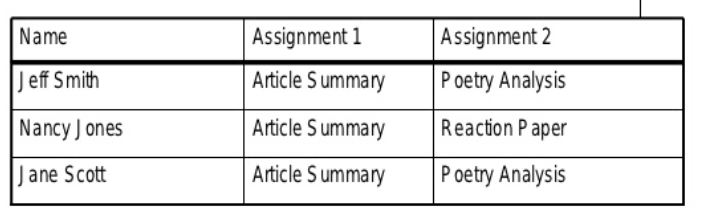 Name Assignment 1 Assignment 2
Jeff Smith Article Summary Poetry Analysis
Nancy Jones Article Summary Reaction Paper
Jane Scott Article Summary Poetry Analysis